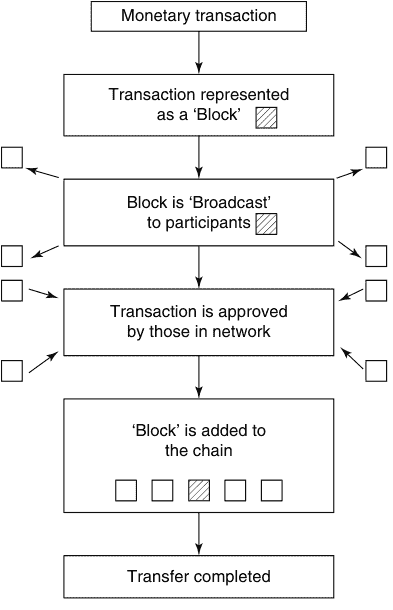 Monetary transaction
Transaction represented
as a ‘Block’
Block is ‘Broadcast’
to participants
Transaction is approved
by those in network
‘Block’ is added to
the chain
Transfer completed